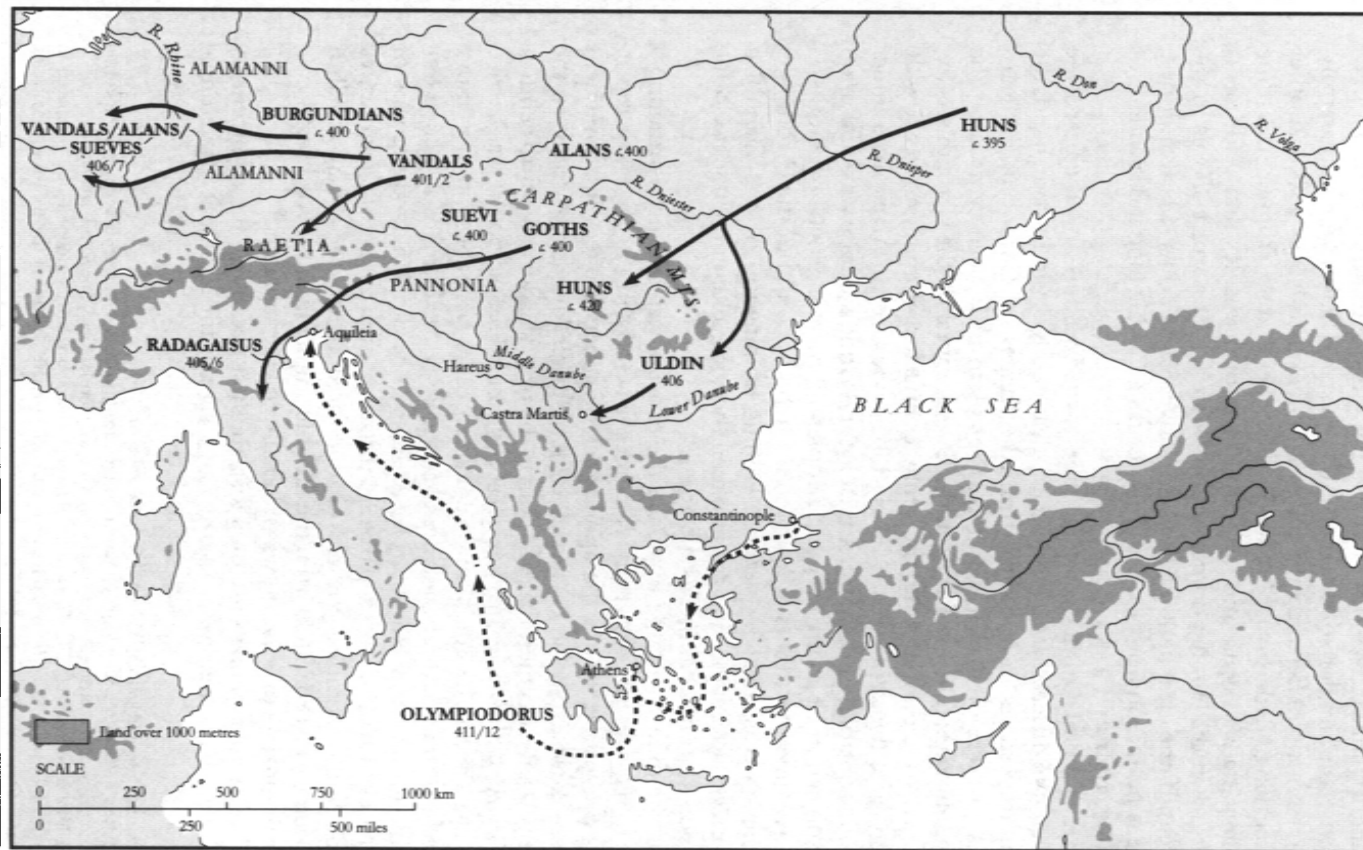 R. Rhine
ALAMANNI
BURGUNDIANS
c. 400
VANDALS/ALANS/
SUEVES
406/7
ALAMANNI
VANDALS
401/2
ALANS c.400
HUNS
c. 395
R. Don
R. Volga
R. Dnieper
R. Dniester
CARPATHIAN MTS
SUEVI
c. 400
GOTHS
c. 400
RAETIA
PANNONIA
HUNS
c. 420
RADAGAISUS
405/6
Aquileia
Hareus
Middle Danube
ULDIN
406
Castra Martis
Lower Danube
BLACK SEA
Constantinople
Athens
OLYMPIODORUS
411/12
Land over 1000 metres
SCALE
0 250 500 750 1000 km
0 250 500 miles